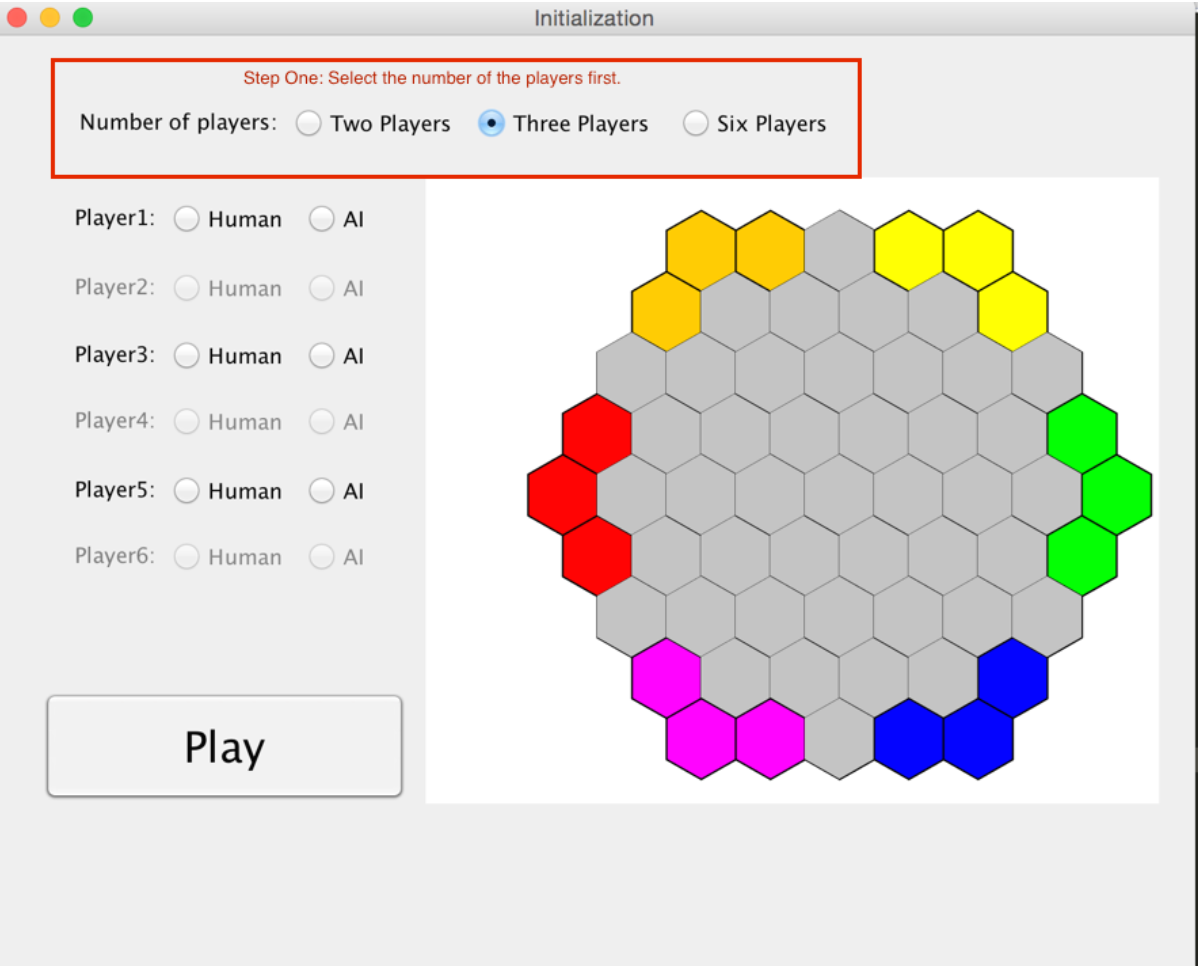 Initialization
Step One: Select the number of the players first.
Number of players: Two Players Three Players Six Players
Player1: Human AI
Player2: Human AI
Player3: Human AI
Player4: Human AI
Player5: Human AI
Player6: Human AI
Play